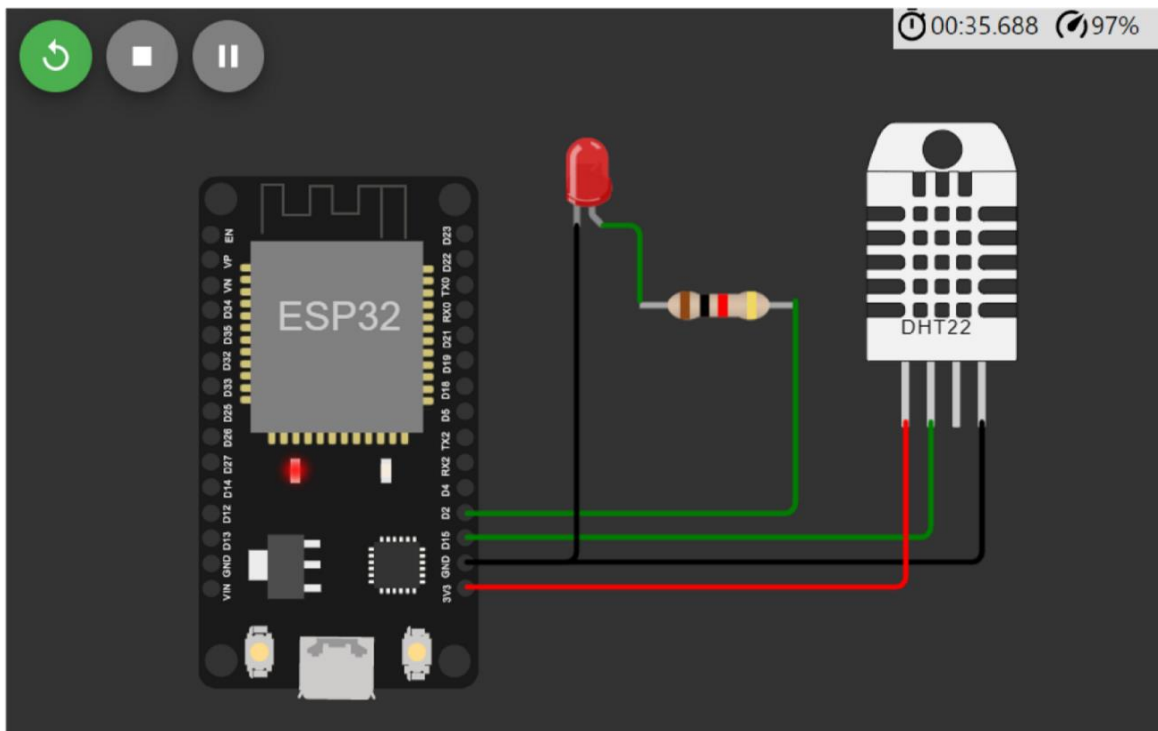 00:35.688 97%
ESP32
EN
VP
VN
D34
D35
D32
D33
D25
D26
D27
D14
D12
D13
GND
VIN
D23
D22
TX0
RX0
D21
D19
D18
D5
TX2
RX2
D4
D2
D15
GND
3V3
DHT22